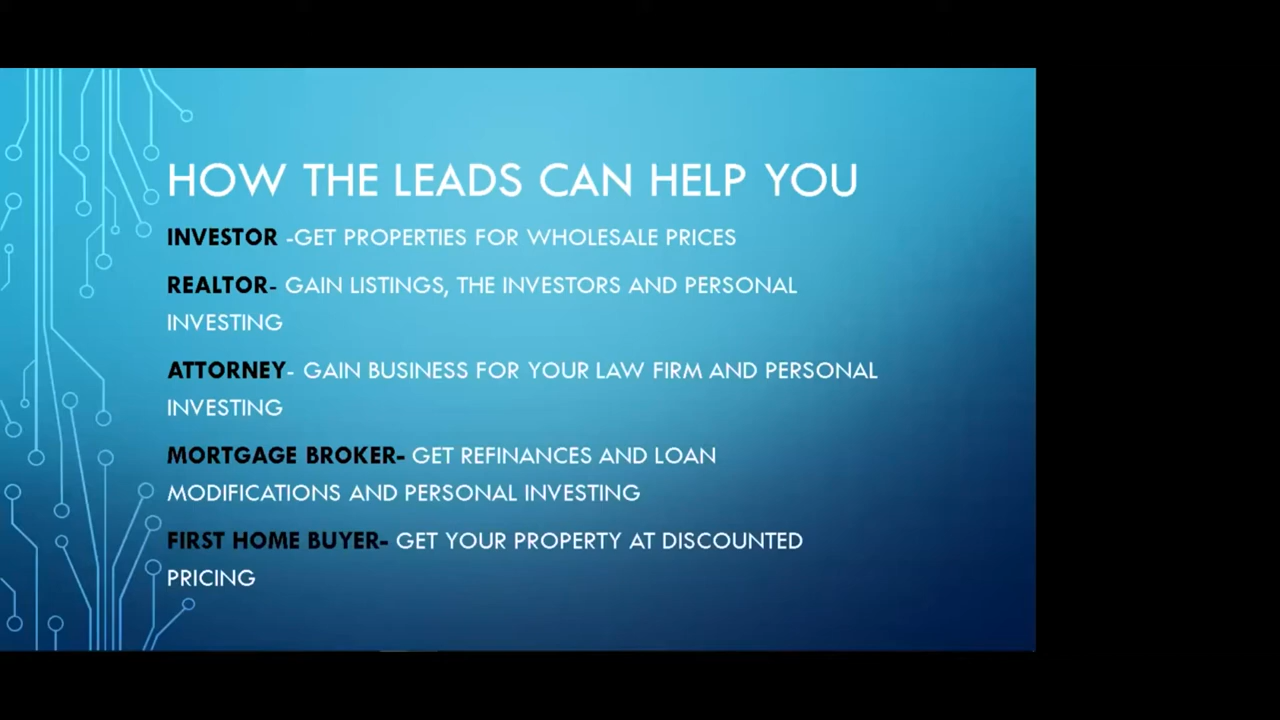 HOW THE LEADS CAN HELP YOU
INVESTOR -GET PROPERTIES FOR WHOLESALE PRICES
REALTOR- GAIN LISTINGS, THE INVESTORS AND PERSONAL
INVESTING
ATTORNEY- GAIN BUSINESS FOR YOUR LAW FIRM AND PERSONAL
INVESTING
MORTGAGE BROKER- GET REFINANCES AND LOAN
MODIFICATIONS AND PERSONAL INVESTING
FIRST HOME BUYER- GET YOUR PROPERTY AT DISCOUNTED
PRICING